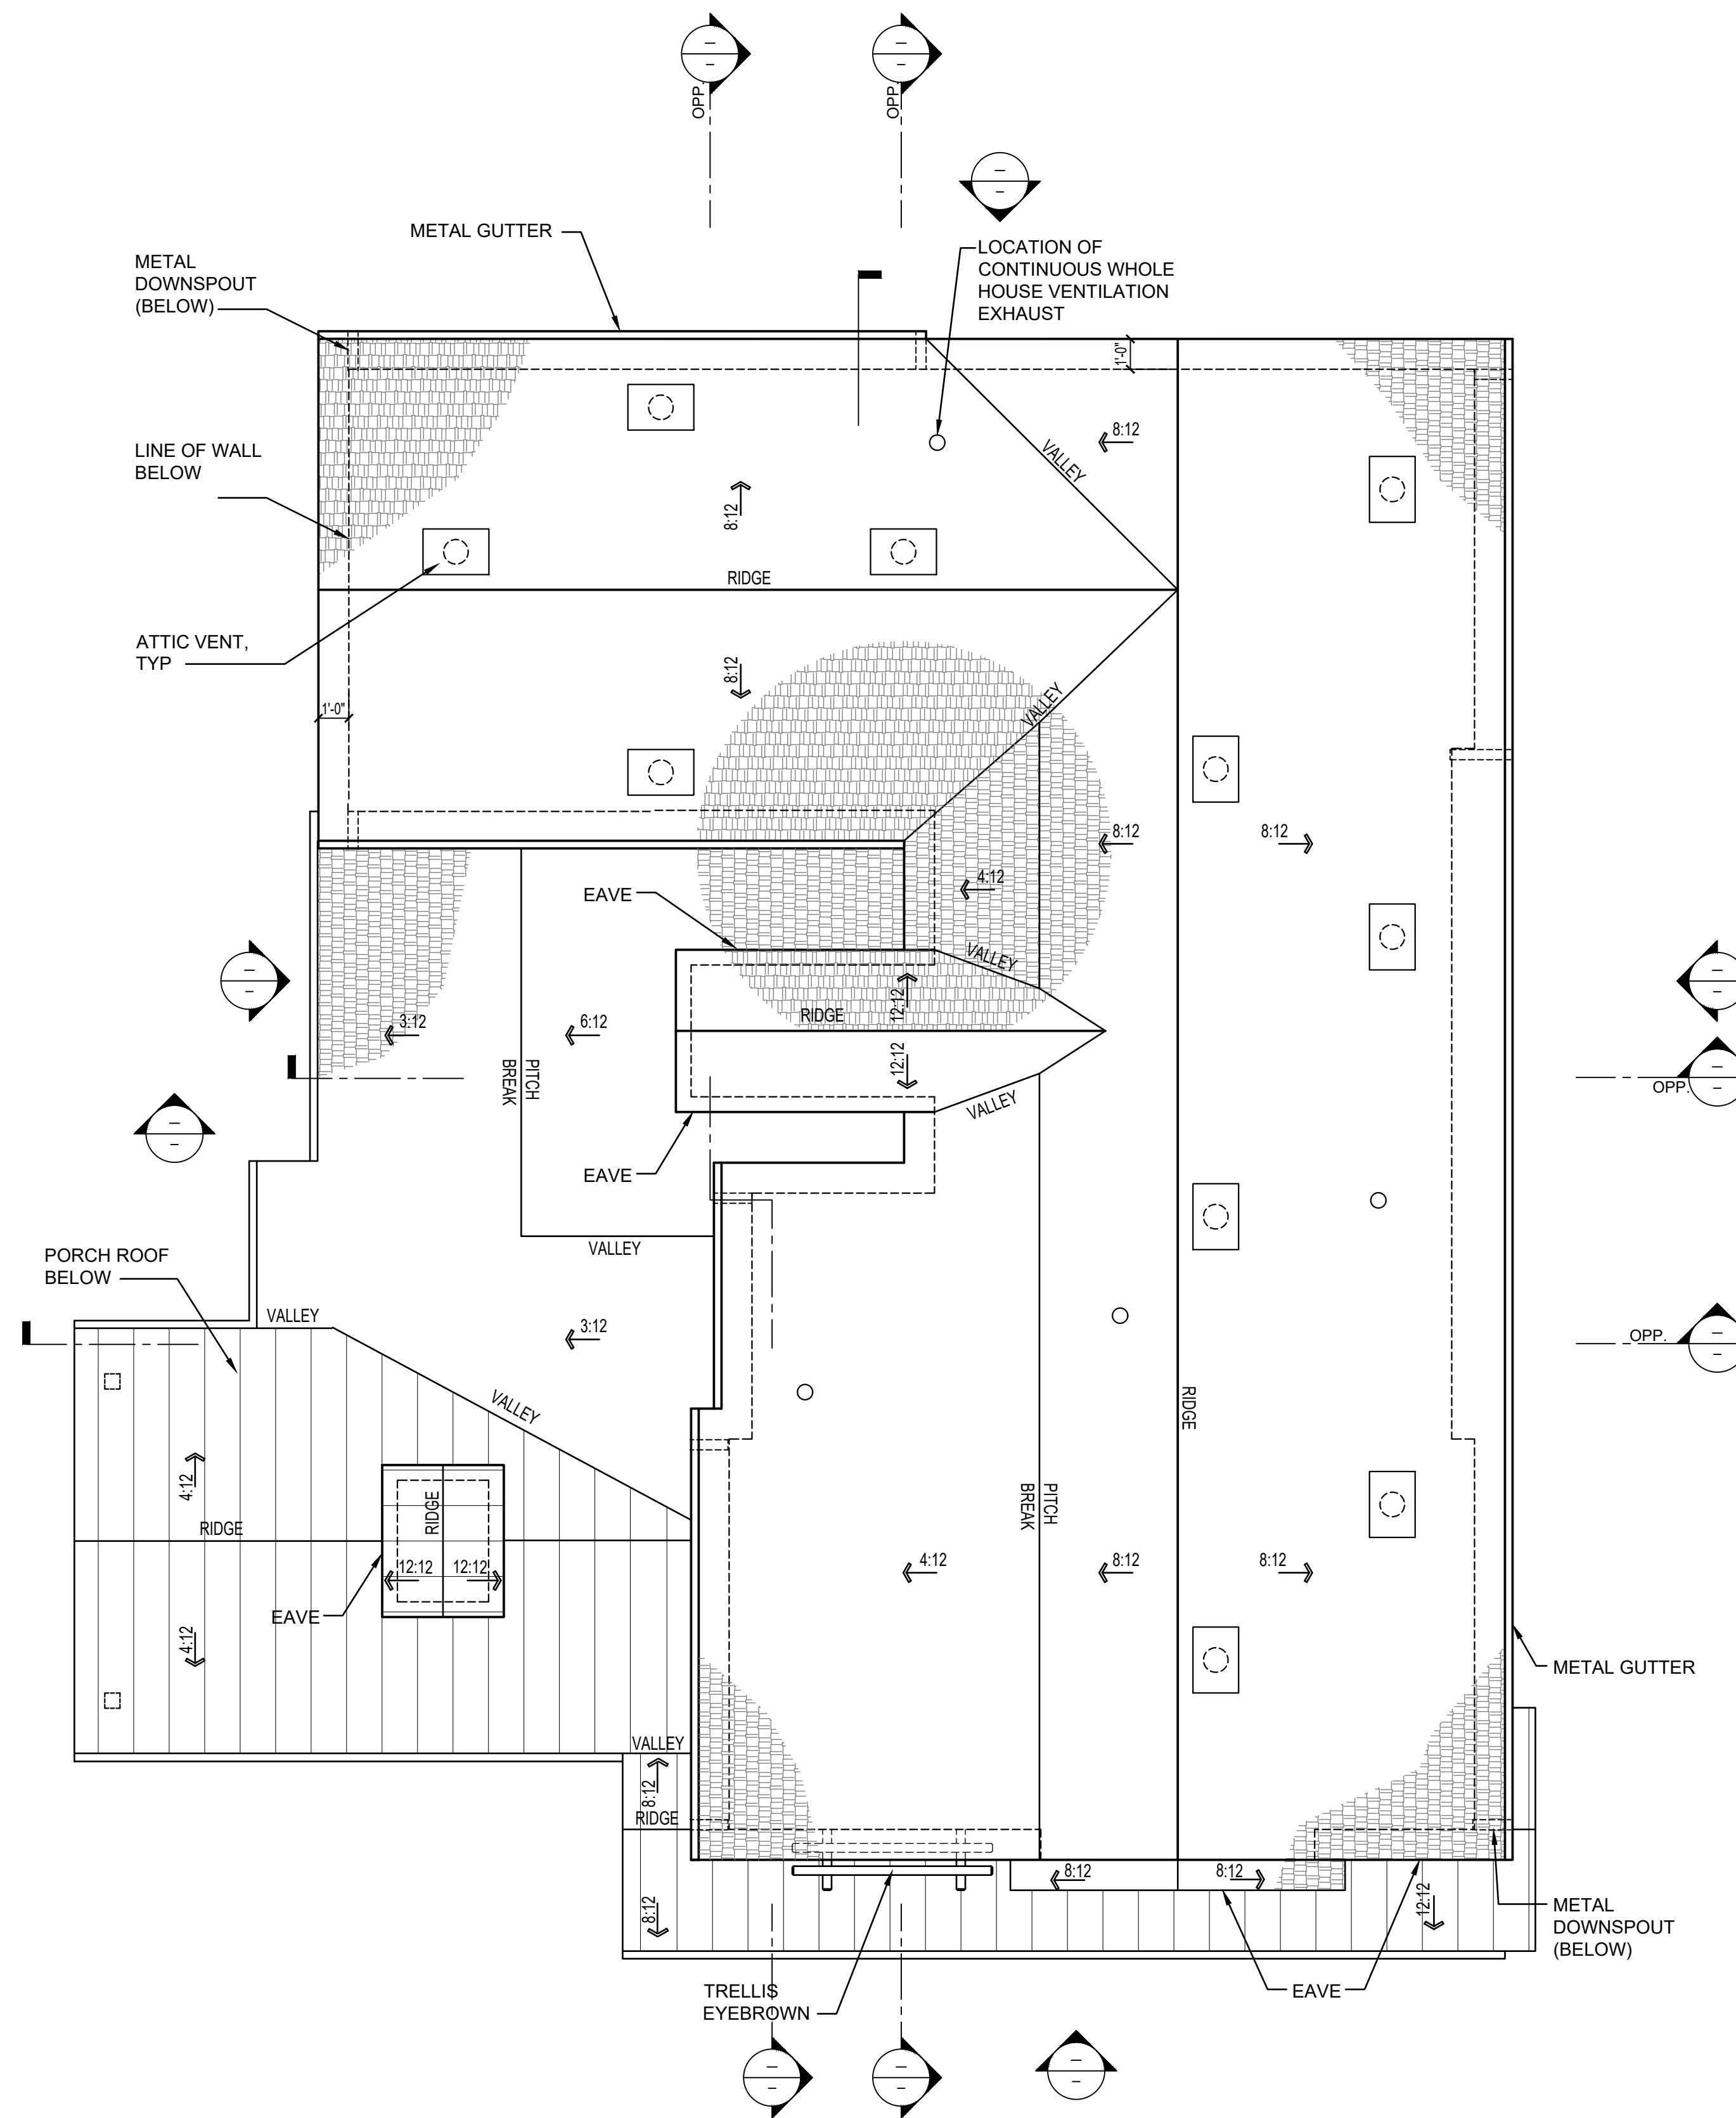 OPP.
OPP.
METAL GUTTER
METAL
DOWNSPOUT
(BELOW)
LOCATION OF
CONTINUOUS WHOLE
HOUSE VENTILATION
EXHAUST
1'-0"
8:12
VALLEY
LINE OF WALL
BELOW
8:12
RIDGE
ATTIC VENT,
TYP
8:12
VALLEY
1'-0"
8:12
8:12
4:12
EAVE
VALLEY
12:12
RIDGE
3:12
6:12
12:12
PITCH
BREAK
VALLEY
OPP.
EAVE
VALLEY
PORCH ROOF
BELOW
VALLEY
3:12
OPP.
VALLEY
RIDGE
4:12
RIDGE
RIDGE
PITCH
BREAK
12:12
12:12
4:12
8:12
8:12
EAVE
4:12
METAL GUTTER
VALLEY
8:12
RIDGE
8:12
8:12
8:12
12:12
METAL
DOWNSPOUT
(BELOW)
TRELLIS
EYEBROWN
EAVE